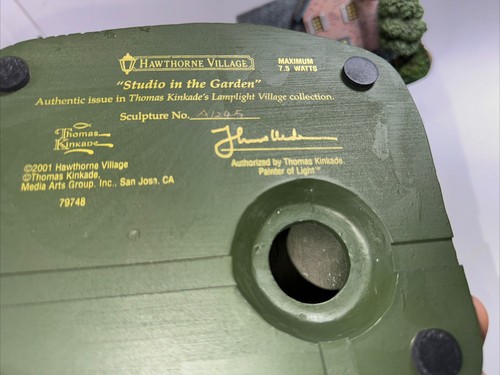 HAWTHORNE VILLAGE
MAXIMUM
7.5 WATTS
"Studio in the Garden"
Authentic issue in Thomas Kinkade's Lamplight Village collection.
Sculpture No. A1295
Thomas
Kinkade
Authorized by Thomas Kinkade,
Painter of Light™
©2001 Hawthorne Village
©Thomas Kinkade,
Media Arts Group, Inc., San Jose, CA
79748